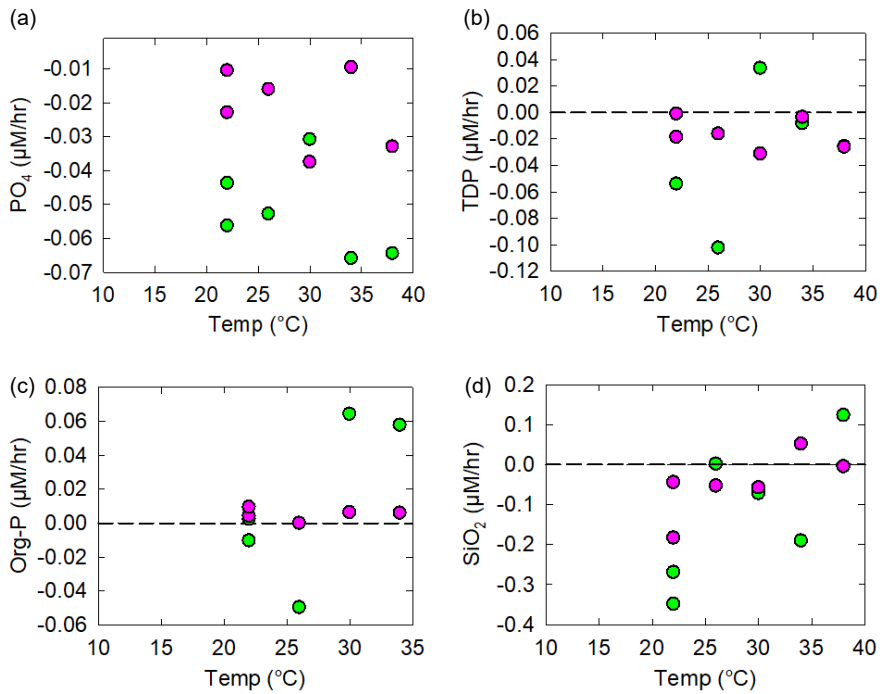 (a)
-0.01
-0.02
-0.03
-0.04
-0.05
-0.06
-0.07
PO4 (µM/hr)
10 15 20 25 30 35 40
Temp (°C)
(b)
0.06
0.04
0.02
0.00
-0.02
-0.04
-0.06
-0.08
-0.10
-0.12
TDP (µM/hr)
10 15 20 25 30 35 40
Temp (°C)
(c)
0.08
0.06
0.04
0.02
0.00
-0.02
-0.04
-0.06
Org-P (µM/hr)
10 15 20 25 30 35
Temp (°C)
(d)
0.2
0.1
0.0
-0.1
-0.2
-0.3
-0.4
SiO2 (µM/hr)
10 15 20 25 30 35 40
Temp (°C)